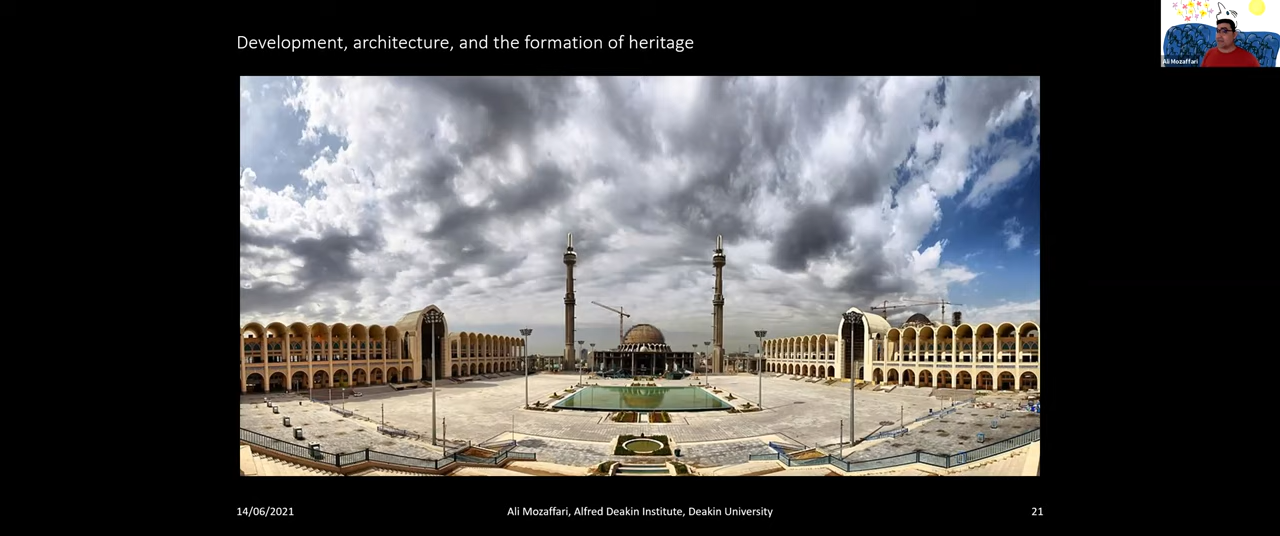 Development, architecture, and the formation of heritage
Ali Mozaffari
14/06/2021
Ali Mozaffari, Alfred Deakin Institute, Deakin University
21